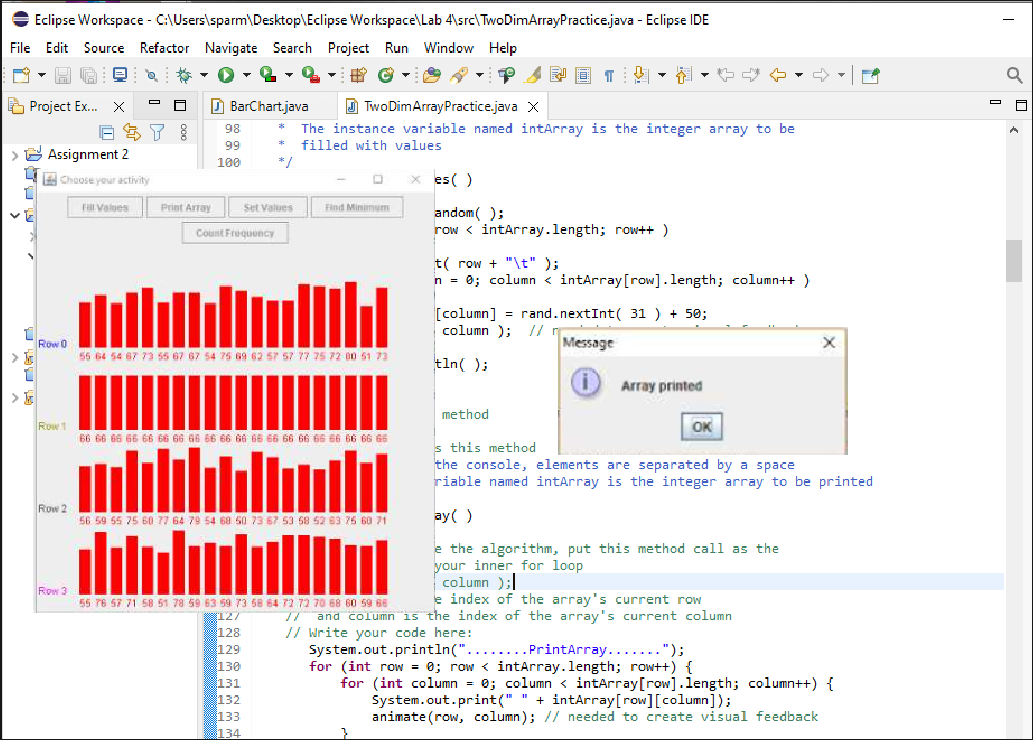 Eclipse Workspace - C:\Users\sparm\Desktop\Eclipse Workspace\Lab 4\src\TwoDimArrayPractice.java - Eclipse IDE
File Edit Source Refactor Navigate Search Project Run Window Help
Project Ex...
BarChart.java
TwoDimArrayPractice.java
Assignment 2
98 * The instance variable named intArray is the integer array to be
99 * filled with values
100 */
es( )
andom( );
row < intArray.length; row++ )
t( row + "\t" );
n = 0; column < intArray[row].length; column++ )
[column] = rand.nextInt( 31 ) + 50;
column ); //
tln( );
method
s this method
the console, elements are separated by a space
riable named intArray is the integer array to be printed
ay( )
e the algorithm, put this method call as the
your inner for loop
column );
e index of the array's current row
127 // and column is the index of the array's current column
128 // Write your code here:
129 System.out.println("........PrintArray.......");
130 for (int row = 0; row < intArray.length; row++) {
131 for (int column = 0; column < intArray[row].length; column++) {
132 System.out.print(" " + intArray[row][column]);
133 animate(row, column); // needed to create visual feedback
134 }
Choose your activity
Fill Values Print Array Set Values Find Minimum
Count Frequency
Row 0
55 64 54 67 73 55 67 67 54 75 69 62 57 57 77 75 72 80 51 73
Row 1
66 66 66 66 66 66 66 66 66 66 66 66 66 66 66 66 66 66 66 66
Row 2
56 59 55 75 60 77 64 79 54 68 50 73 67 53 58 52 63 75 60 71
Row 3
55 76 57 71 58 51 78 59 63 59 73 56 64 72 72 70 68 60 59 66
Message
Array printed
OK